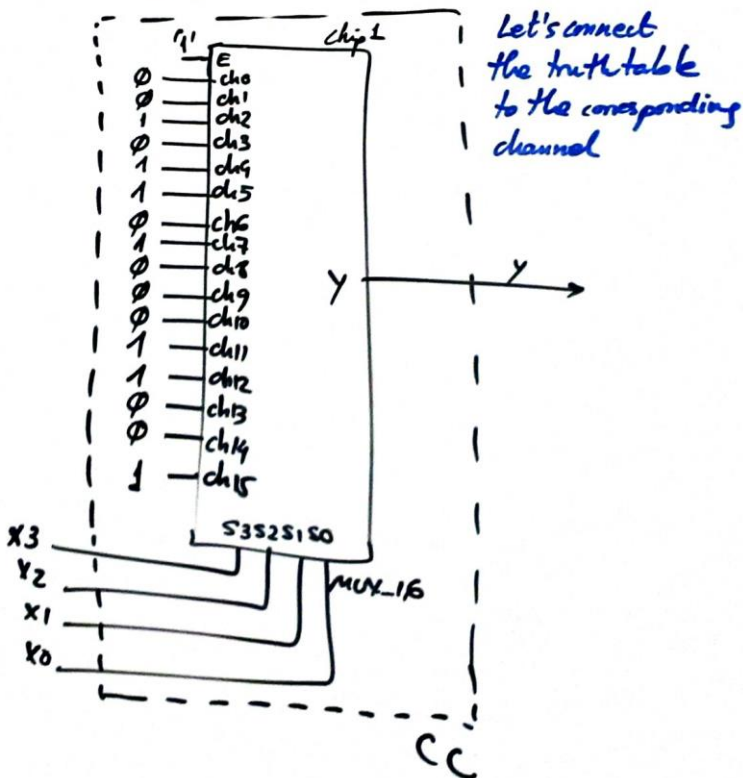 Let's connect
the truth table
to the corresponding
channel
chip1
'1' E
Ø ch0
Ø ch1
1 ch2
Ø ch3
1 ch4
1 ch5
Ø ch6
1 ch7
Ø ch8
Ø ch9
Ø ch10
1 ch11
1 ch12
Ø ch13
Ø ch14
1 ch15
Y Y
S3 S2 S1 S0
X3
X2
X1
X0
MUX_16
CC